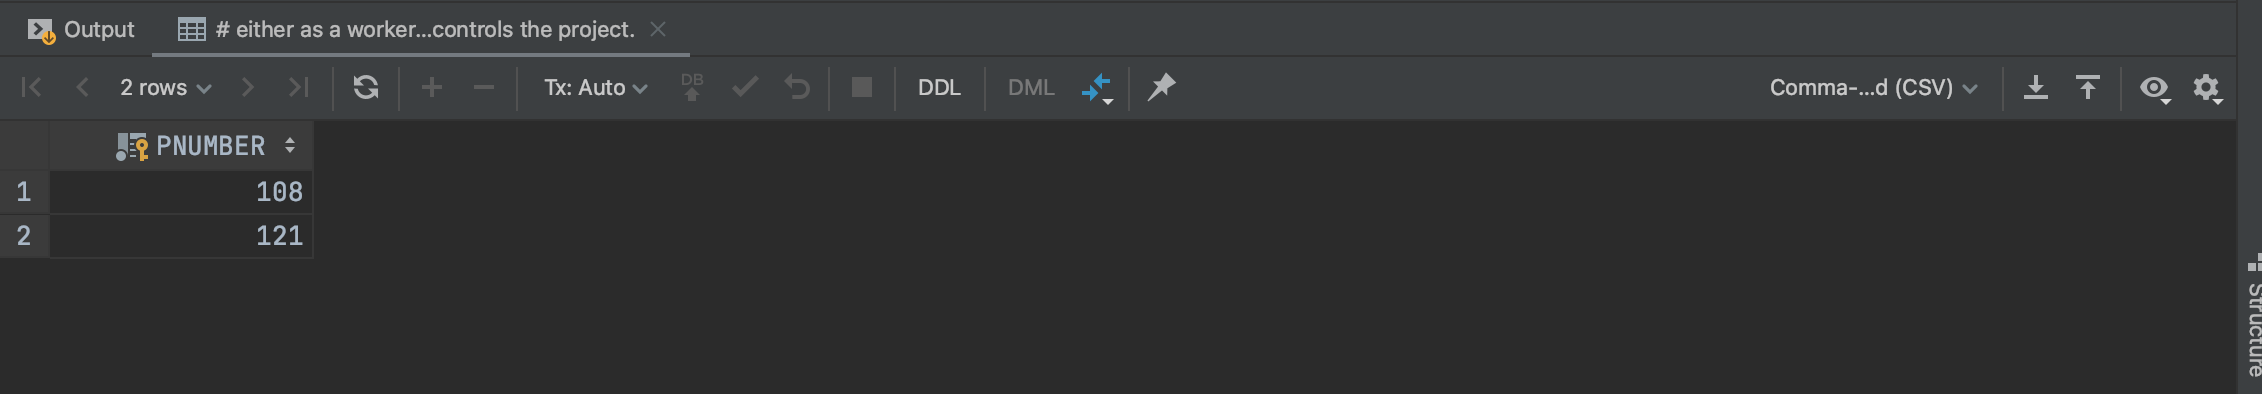 Output # either as a worker...controls the project.
2 rows Tx: Auto DB DDL DML Comma-...d (CSV)
PNUMBER
1 108
2 121
Structure